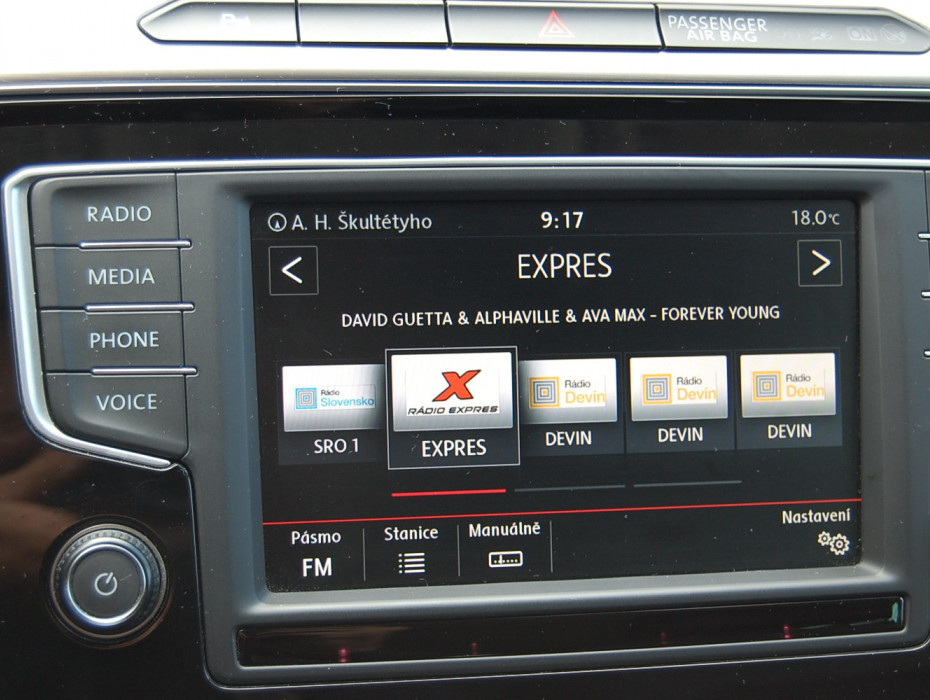 PASSENGER
AIR BAG
ON
RADIO
MEDIA
PHONE
VOICE
A. H. Škultétyho 9:17 18.0°C
< EXPRES >
DAVID GUETTA & ALPHAVILLE & AVA MAX - FOREVER YOUNG
Rádio
Slovensko
SRO 1
X
RÁDIO EXPRES
EXPRES
Rádio
Devín
DEVIN
Rádio
Devín
DEVIN
Rádio
Devín
DEVIN
Pásmo
FM
Stanice
Manuálně
Nastavení